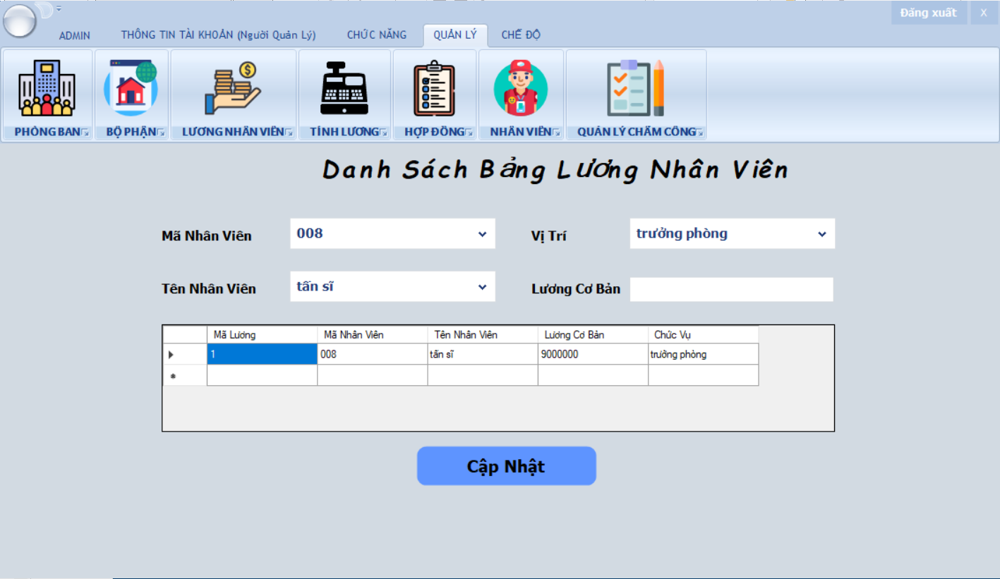 Đăng xuất X
ADMIN THÔNG TIN TÀI KHOẢN (Người Quản Lý) CHỨC NĂNG QUẢN LÝ CHẾ ĐỘ
PHÒNG BAN BỘ PHẬN LƯƠNG NHÂN VIÊN TÍNH LƯƠNG HỢP ĐỒNG NHÂN VIÊN QUẢN LÝ CHẤM CÔNG
Danh Sách Bảng Lương Nhân Viên
Mã Nhân Viên 008 Vị Trí trưởng phòng
Tên Nhân Viên tấn sĩ Lương Cơ Bản
Mã Lương Mã Nhân Viên Tên Nhân Viên Lương Cơ Bản Chức Vụ
1 008 tấn sĩ 9000000 trưởng phòng
Cập Nhật